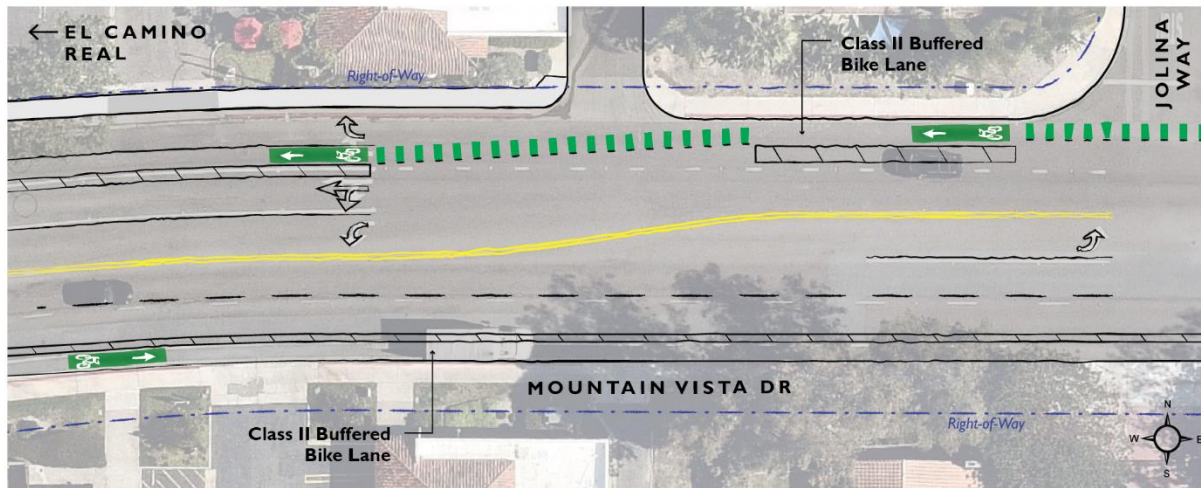 ← EL CAMINO
REAL
Right-of-Way
Class II Buffered
Bike Lane
JOLINA
WAY
MOUNTAIN VISTA DR
Class II Buffered
Bike Lane
Right-of-Way
N
W E
S